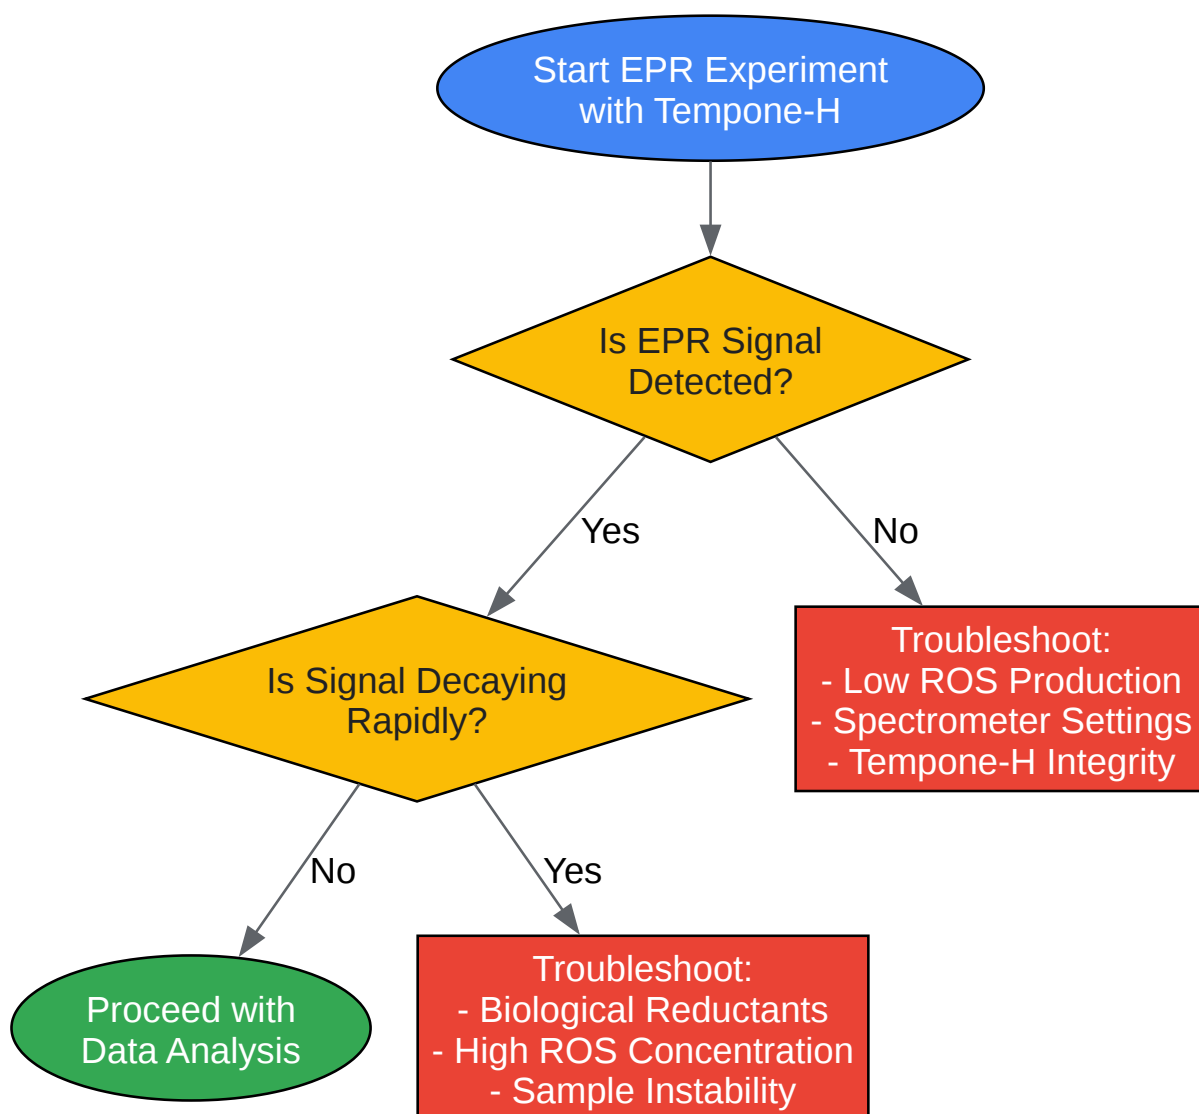 Start EPR Experiment
with Tempone-H
Is EPR Signal
Detected?
Yes
No
Is Signal Decaying
Rapidly?
Troubleshoot:
- Low ROS Production
- Spectrometer Settings
- Tempone-H Integrity
No
Yes
Proceed with
Data Analysis
Troubleshoot:
- Biological Reductants
- High ROS Concentration
- Sample Instability